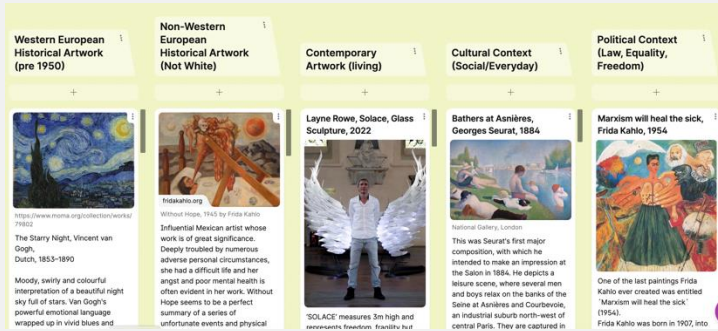 Western European
Historical Artwork
(pre 1950)
+
https://www.moma.org/collection/works/
79802
The Starry Night, Vincent van
Gogh,
Dutch, 1853–1890
Moody, swirly and colourful
interpretation of a beautiful night
sky full of stars. Van Gogh's
powerful emotional language
wrapped up in vivid blues and
Non-Western
European
Historical Artwork
(Not White)
+
fridakahlo.org
Without Hope, 1945 by Frida Kahlo
Influential Mexican artist whose
work is of great significance.
Deeply troubled by numerous
adverse personal circumstances,
she had a difficult life and her
angst and poor mental health is
often evident in her work. Without
Hope seems to be a perfect
summary of a series of
unfortunate events and physical
Contemporary
Artwork (living)
+
Layne Rowe, Solace, Glass
Sculpture, 2022
'SOLACE' measures 3m high and
represents freedom, fragility but
Cultural Context
(Social/Everyday)
+
Bathers at Asnières,
Georges Seurat, 1884
National Gallery, London
This was Seurat's first major
composition, with which he
intended to make an impression at
the Salon in 1884. He depicts a
leisure scene, where several men
and boys relax on the banks of the
Seine at Asnières and Courbevoie,
an industrial suburb north-west of
central Paris. They are captured in
Political Context
(Law, Equality,
Freedom)
+
Marxism will heal the sick,
Frida Kahlo, 1954
One of the last paintings Frida
Kahlo ever created was entitled
`Marxism will heal the sick´
(1954).
Frida Kahlo was born in 1907, into